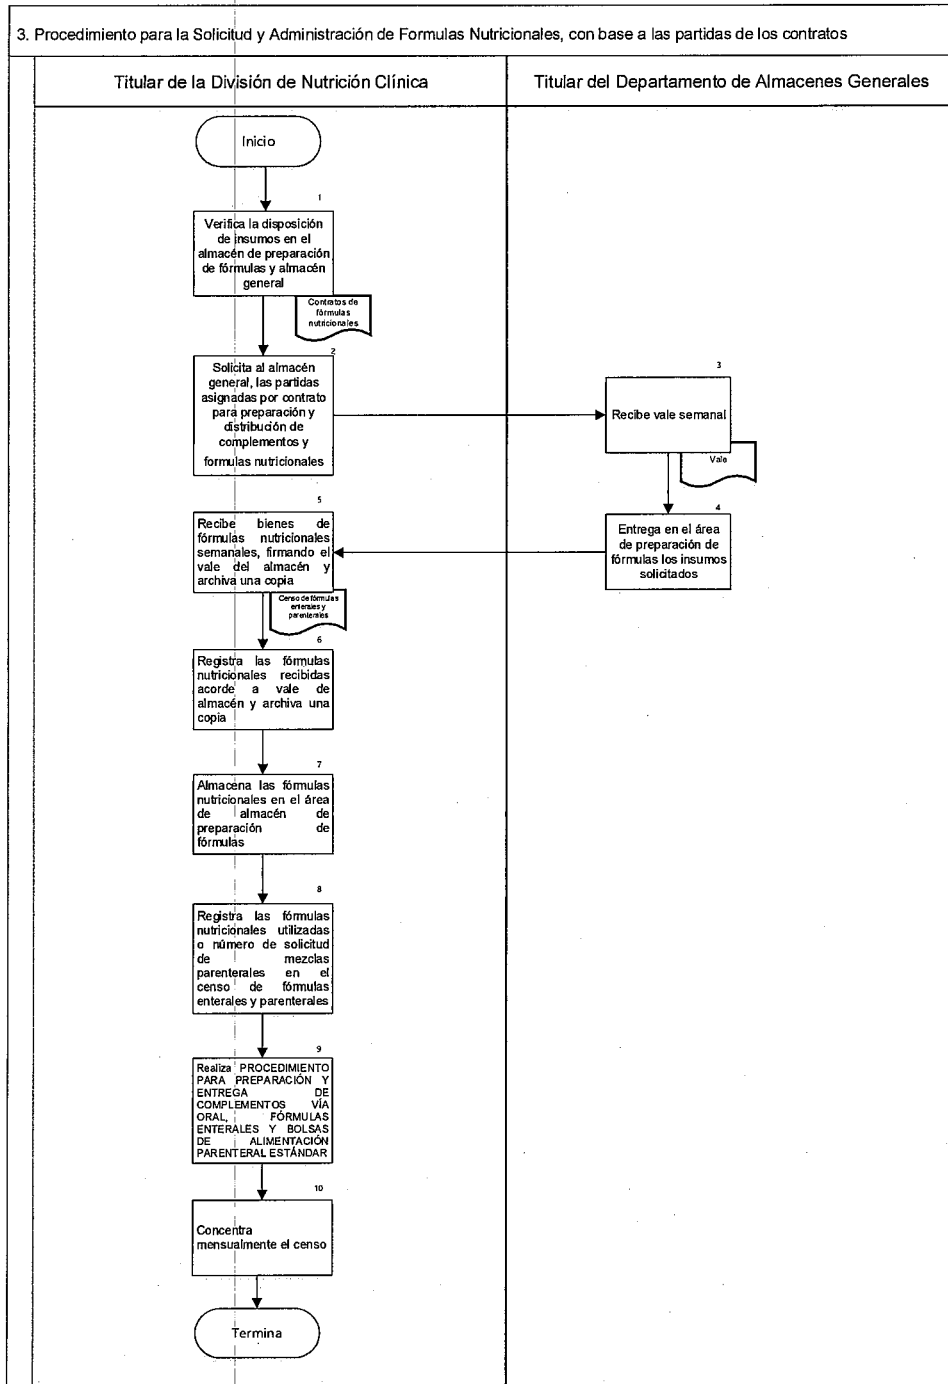 3. Procedimiento para la Solicitud y Administración de Formulas Nutricionales, con base a las partidas de los contratos
Titular de la División de Nutrición Clínica
Titular del Departamento de Almacenes Generales
Inicio
1
Verifica la disposición
de insumos en el
almacén de preparación
de fórmulas y almacén
general
Contratos de
fórmulas
nutricionales
2
Solicita al almacén
general, las partidas
asignadas por contrato
para preparación y
distribución de
complementos y
formulas nutricionales
3
Recibe vale semanal
Vale
4
Entrega en el área
de preparación de
fórmulas los insumos
solicitados
5
Recibe bienes de
fórmulas nutricionales
semanales, firmando el
vale del almacén y
archiva una copia
Censo de fórmulas
enterales y
parenterales
6
Registra las fórmulas
nutricionales recibidas
acorde a vale de
almacén y archiva una
copia
7
Almacena las fórmulas
nutricionales en el área
de almacén de
preparación de
fórmulas
8
Registra las fórmulas
nutricionales utilizadas
o número de solicitud
de mezclas
parenterales en el
censo de fórmulas
enterales y parenterales
9
Realiza PROCEDIMIENTO
PARA PREPARACIÓN Y
ENTREGA DE
COMPLEMENTOS VÍA
ORAL, FÓRMULAS
ENTERALES Y BOLSAS
DE ALIMENTACIÓN
PARENTERAL ESTÁNDAR
10
Concentra
mensualmente el censo
Termina